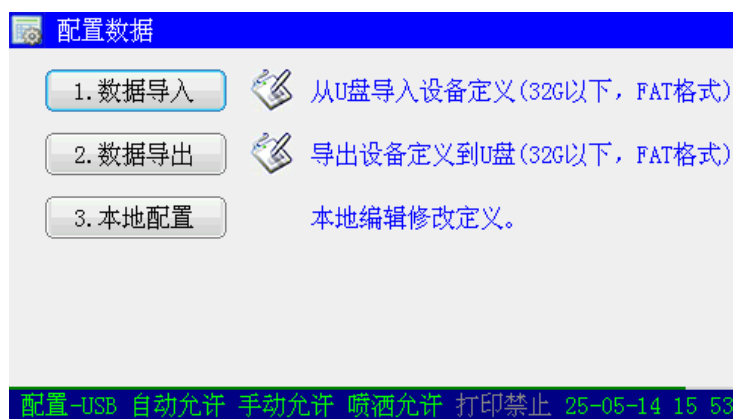 配置数据
1.数据导入 从U盘导入设备定义(32G以下，FAT格式)
2.数据导出 导出设备定义到U盘(32G以下，FAT格式)
3.本地配置 本地编辑修改定义。
配置-USB 自动允许 手动允许 喷洒允许 打印禁止 25-05-14 15 53